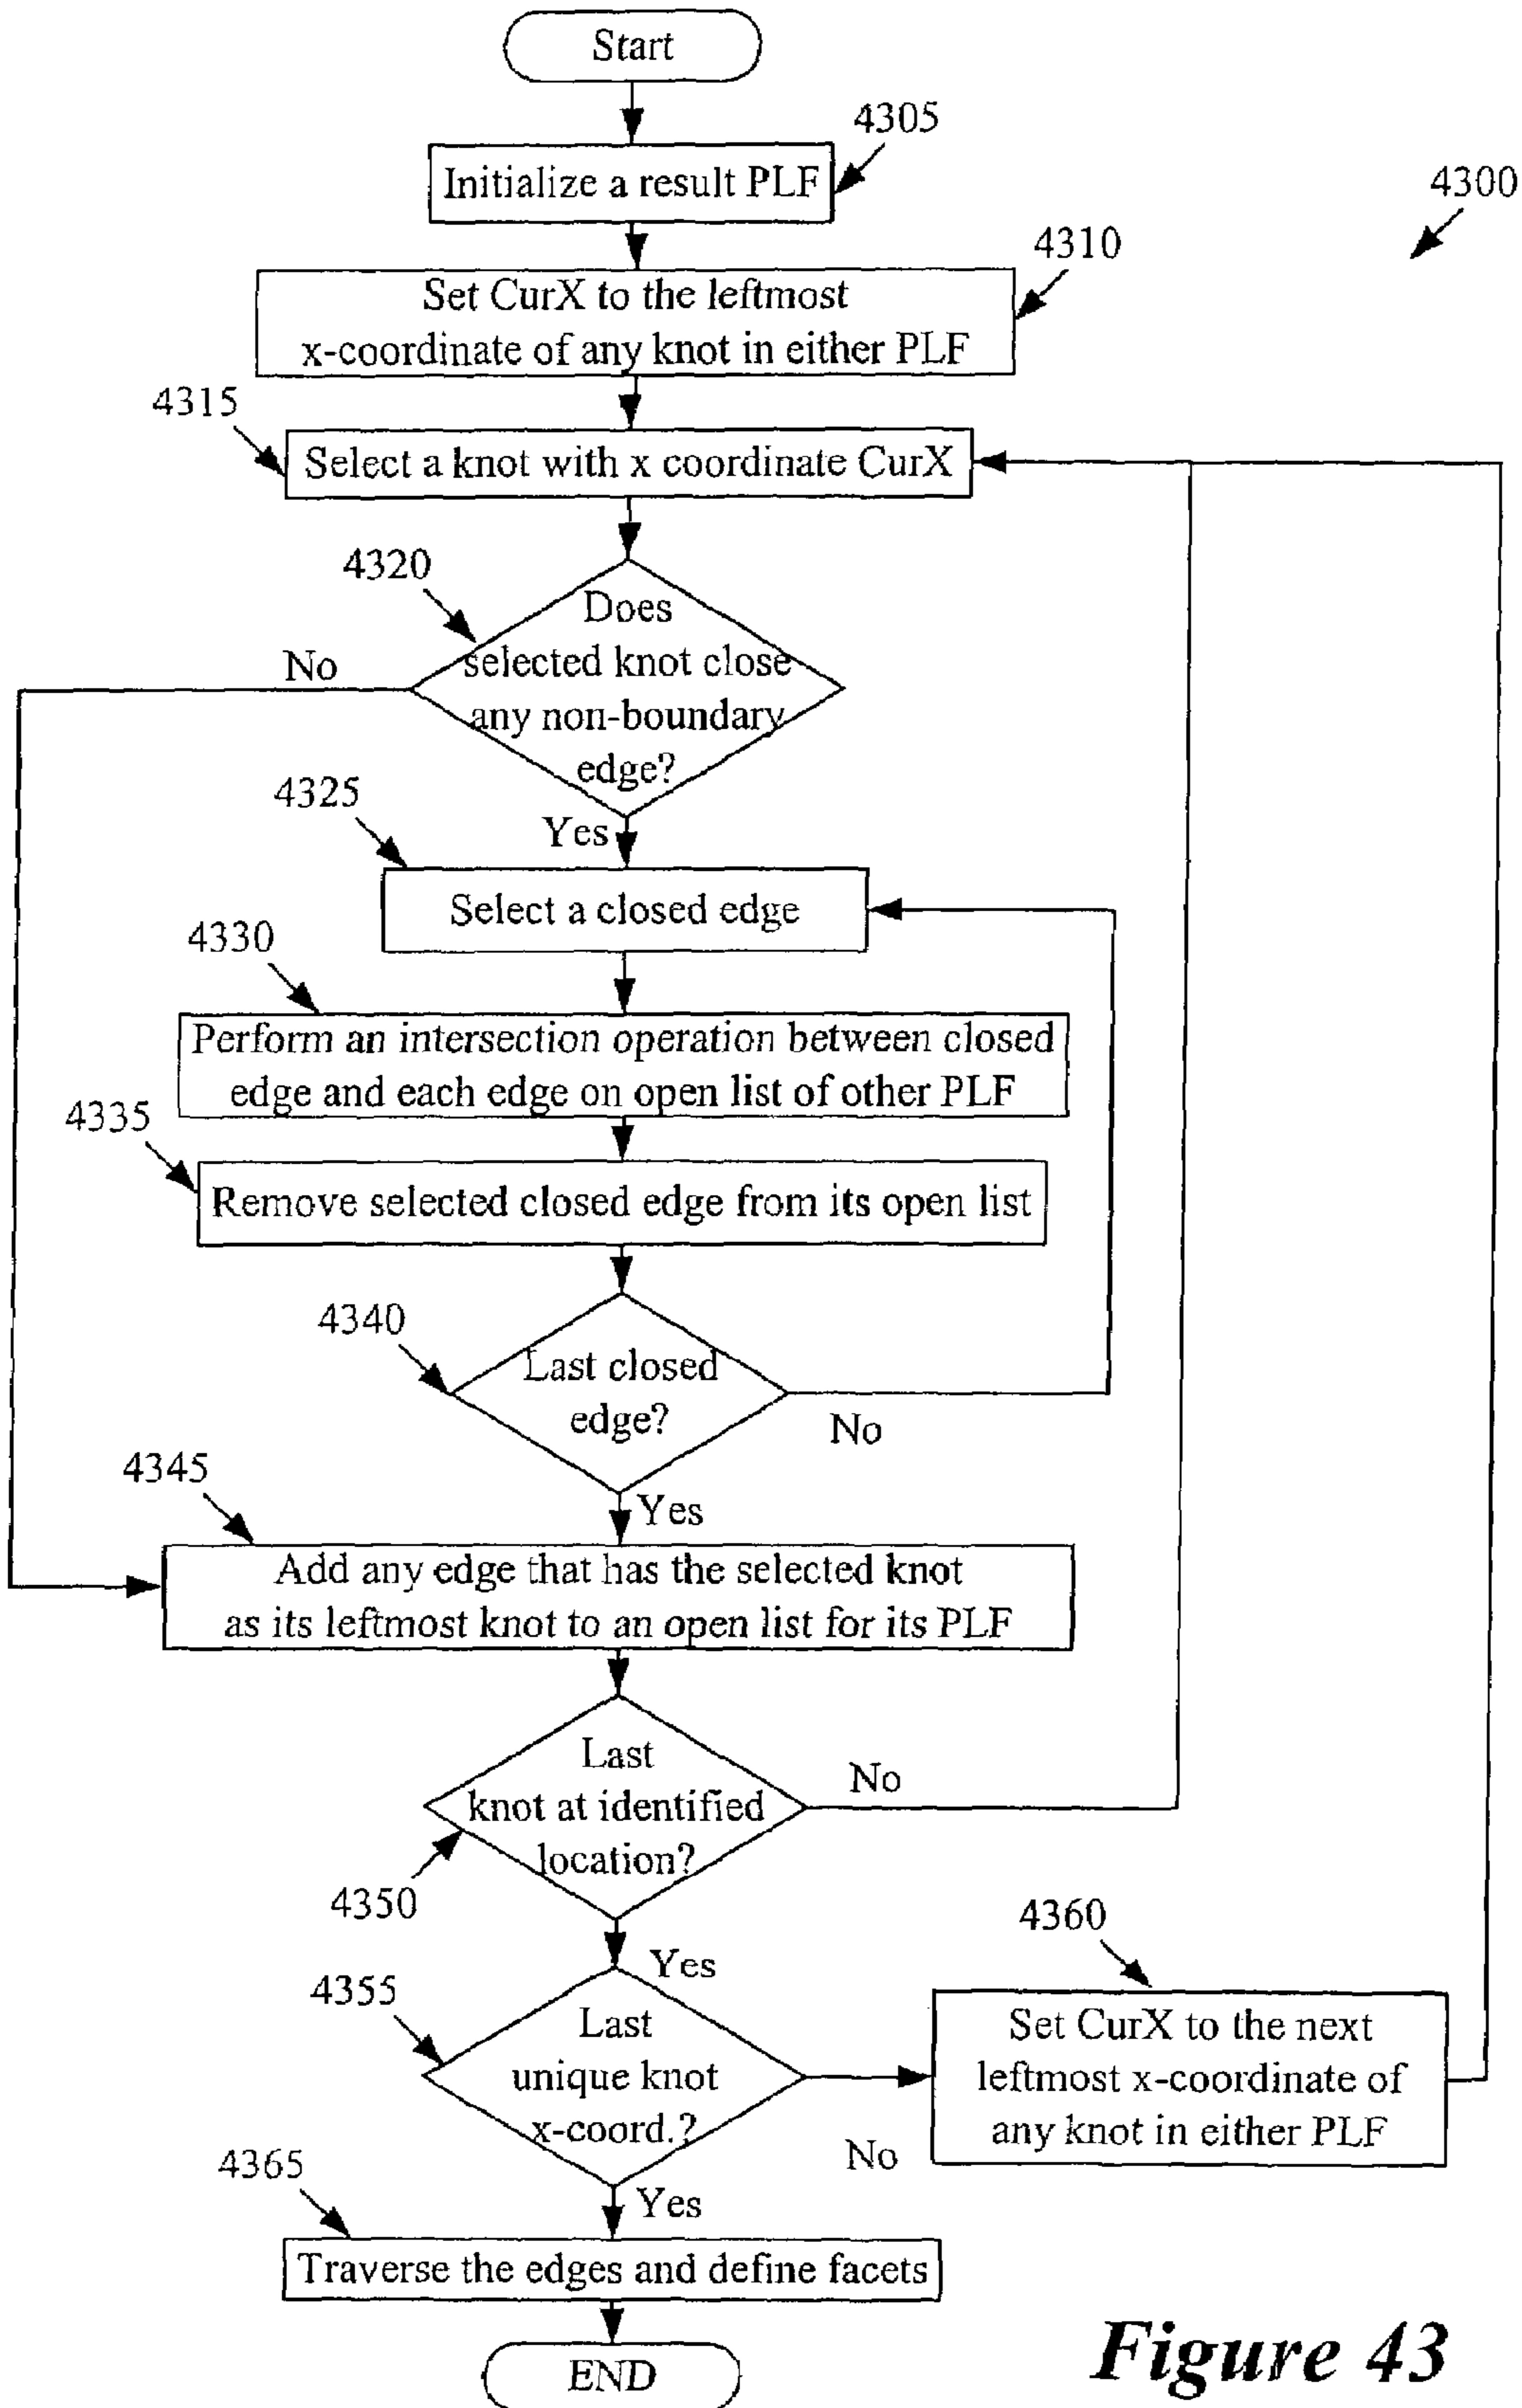 Start
4305
Initialize a result PLF
4300
4310
Set CurX to the leftmost
x-coordinate of any knot in either PLF
4315
Select a knot with x coordinate CurX
4320
Does
selected knot close
any non-boundary
edge?
No
4325
Yes
Select a closed edge
4330
Perform an intersection operation between closed
edge and each edge on open list of other PLF
4335
Remove selected closed edge from its open list
4340
Last closed
edge?
No
4345
Yes
Add any edge that has the selected knot
as its leftmost knot to an open list for its PLF
Last
knot at identified
location?
No
4350
4360
Yes
4355
Last
unique knot
x-coord.?
Set CurX to the next
leftmost x-coordinate of
any knot in either PLF
No
4365
Yes
Traverse the edges and define facets
END
Figure 43